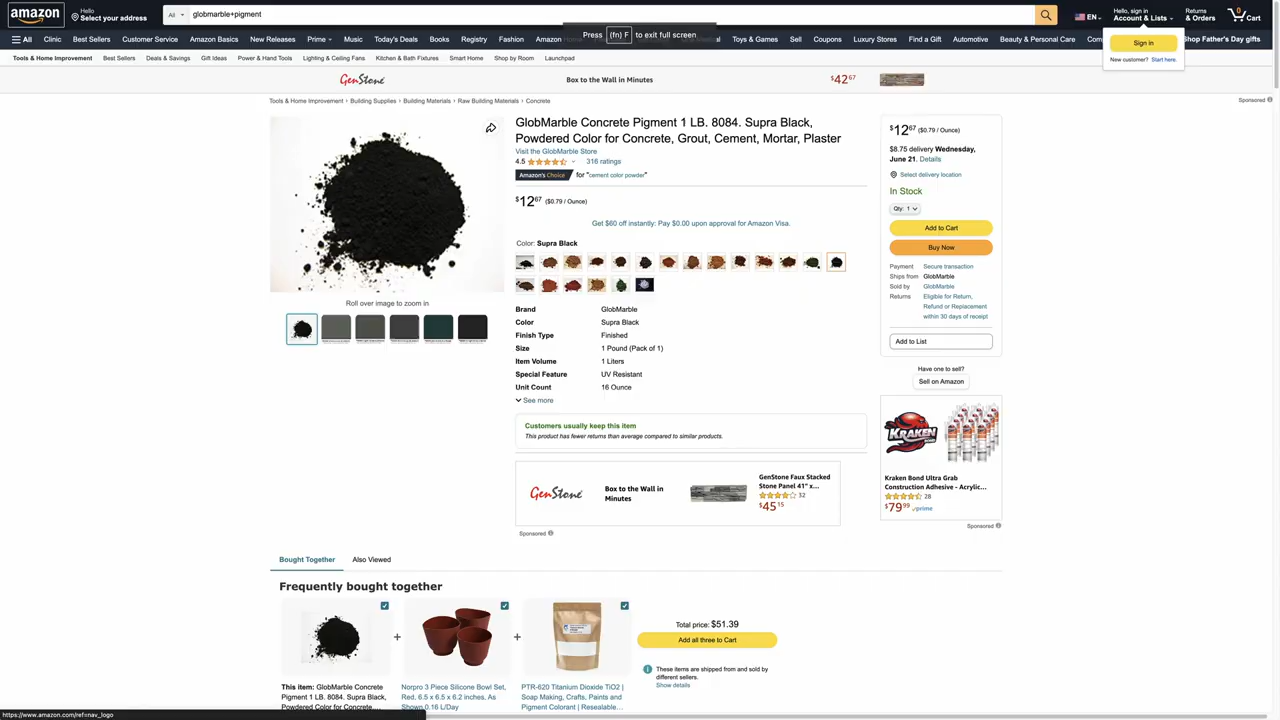 amazon
Hello, sign in
Select your address
All
globmarble+pigment
EN
Hello, sign in
Account & Lists
Returns
& Orders
0
Cart
Press (fn) F to exit full screen
All
Clinic
Best Sellers
Customer Service
Amazon Basics
New Releases
Prime
Music
Today's Deals
Books
Registry
Fashion
Amazon
Toys & Games
Sell
Coupons
Luxury Stores
Find a Gift
Automotive
Beauty & Personal Care
Com
Shop Father's Day gifts
Sign in
New customer? Start here.
Tools & Home Improvement
Best Sellers
Deals & Savings
Gift Ideas
Power & Hand Tools
Lighting & Ceiling Fans
Kitchen & Bath Fixtures
Smart Home
Shop by Room
Launchpad
GenStone
Box to the Wall in Minutes
$42 67
Sponsored
Tools & Home Improvement › Building Supplies › Building Materials › Raw Building Materials › Concrete
GlobMarble Concrete Pigment 1 LB. 8084. Supra Black,
Powdered Color for Concrete, Grout, Cement, Mortar, Plaster
Visit the GlobMarble Store
4.5
316 ratings
Amazon's Choice for "cement color powder"
$12 67 ($0.79 / Ounce)
Get $60 off instantly: Pay $0.00 upon approval for Amazon Visa.
Color: Supra Black
Roll over image to zoom in
Brand GlobMarble
Color Supra Black
Finish Type Finished
Size 1 Pound (Pack of 1)
Item Volume 1 Liters
Special Feature UV Resistant
Unit Count 16 Ounce
See more
Customers usually keep this item
This product has fewer returns than average compared to similar products.
GenStone
Box to the Wall in
Minutes
GenStone Faux Stacked
Stone Panel 41" x...
32
$45 15
Sponsored
$12 67 ($0.79 / Ounce)
$8.75 delivery Wednesday,
June 21. Details
Select delivery location
In Stock
Qty: 1
Add to Cart
Buy Now
Payment Secure transaction
Ships from GlobMarble
Sold by GlobMarble
Returns Eligible for Return,
Refund or Replacement
within 30 days of receipt
Add to List
Have one to sell?
Sell on Amazon
KRAKEN
BOND
Kraken Bond Ultra Grab
Construction Adhesive - Acrylic...
28
$79 99 prime
Sponsored
Bought Together
Also Viewed
Frequently bought together
+
+
Total price: $51.39
Add all three to Cart
These items are shipped from and sold by
different sellers.
Show details
This item: GlobMarble Concrete
Pigment 1 LB. 8084. Supra Black,
Powdered Color for Concrete,...
Norpro 3 Piece Silicone Bowl Set,
Red, 6.5 x 6.5 x 6.2 inches, As
Shown,0.16 L/Day
PTR-620 Titanium Dioxide TiO2 |
Soap Making, Crafts, Paints and
Pigment Colorant | Resealable...
https://www.amazon.com/ref=nav_logo